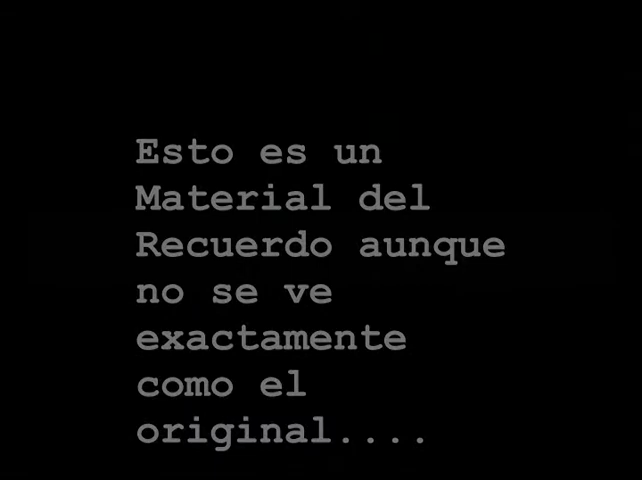 Esto es un
Material del
Recuerdo aunque
no se ve
exactamente
como el
original....